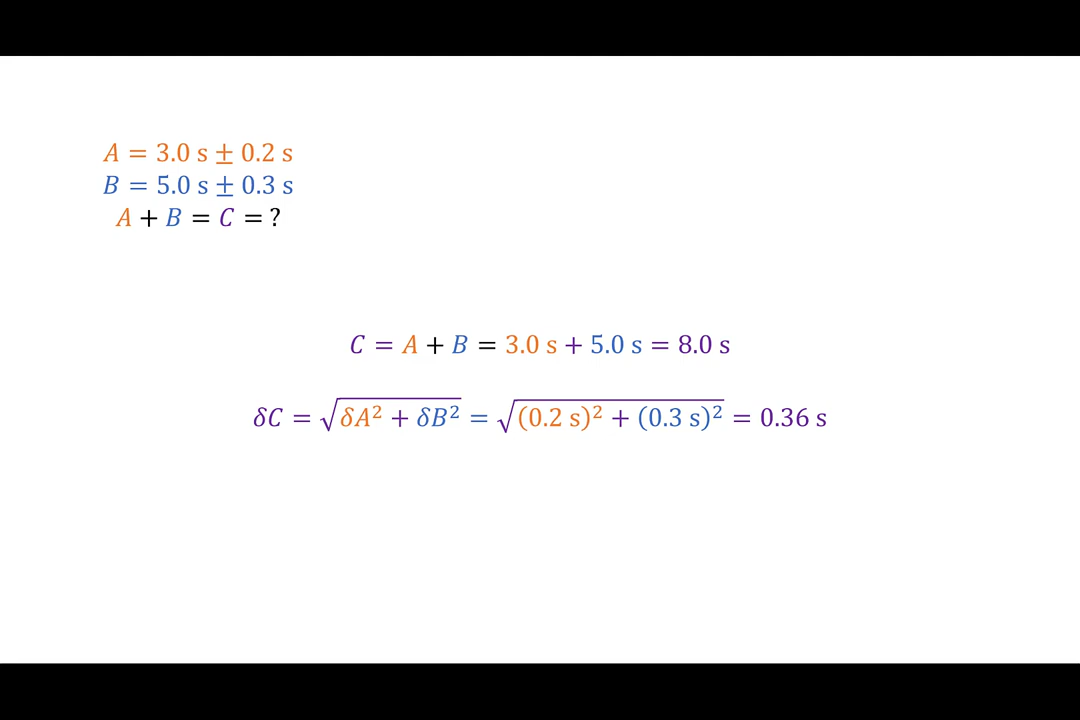 A = 3.0 s ± 0.2 s
B = 5.0 s ± 0.3 s
A + B = C = ?
C = A + B = 3.0 s + 5.0 s = 8.0 s
δC = √(δA² + δB²) = √((0.2 s)² + (0.3 s)²) = 0.36 s